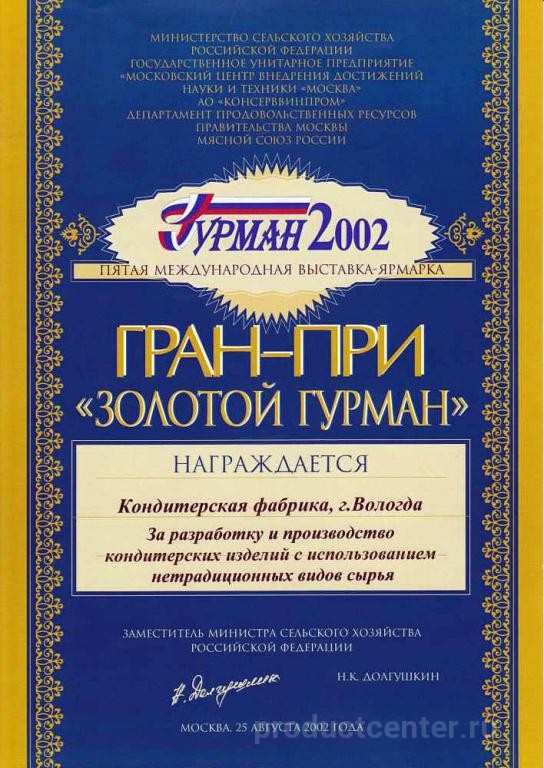 МИНИСТЕРСТВО СЕЛЬСКОГО ХОЗЯЙСТВА
РОССИЙСКОЙ ФЕДЕРАЦИИ
ГОСУДАРСТВЕННОЕ УНИТАРНОЕ ПРЕДПРИЯТИЕ
«МОСКОВСКИЙ ЦЕНТР ВНЕДРЕНИЯ ДОСТИЖЕНИЙ
НАУКИ И ТЕХНИКИ «МОСКВА»
АО «КОНСЕРВВИНПРОМ»
ДЕПАРТАМЕНТ ПРОДОВОЛЬСТВЕННЫХ РЕСУРСОВ
ПРАВИТЕЛЬСТВА МОСКВЫ
МЯСНОЙ СОЮЗ РОССИИ
ГУРМАН 2002
ПЯТАЯ МЕЖДУНАРОДНАЯ ВЫСТАВКА-ЯРМАРКА
ГРАН-ПРИ
«ЗОЛОТОЙ ГУРМАН»
НАГРАЖДАЕТСЯ
Кондитерская фабрика, г.Вологда
За разработку и производство
кондитерских изделий с использованием
нетрадиционных видов сырья
ЗАМЕСТИТЕЛЬ МИНИСТРА СЕЛЬСКОГО ХОЗЯЙСТВА
РОССИЙСКОЙ ФЕДЕРАЦИИ
Н.К. ДОЛГУШКИН
МОСКВА. 25 АВГУСТА 2002 ГОДА
productcenter.ru